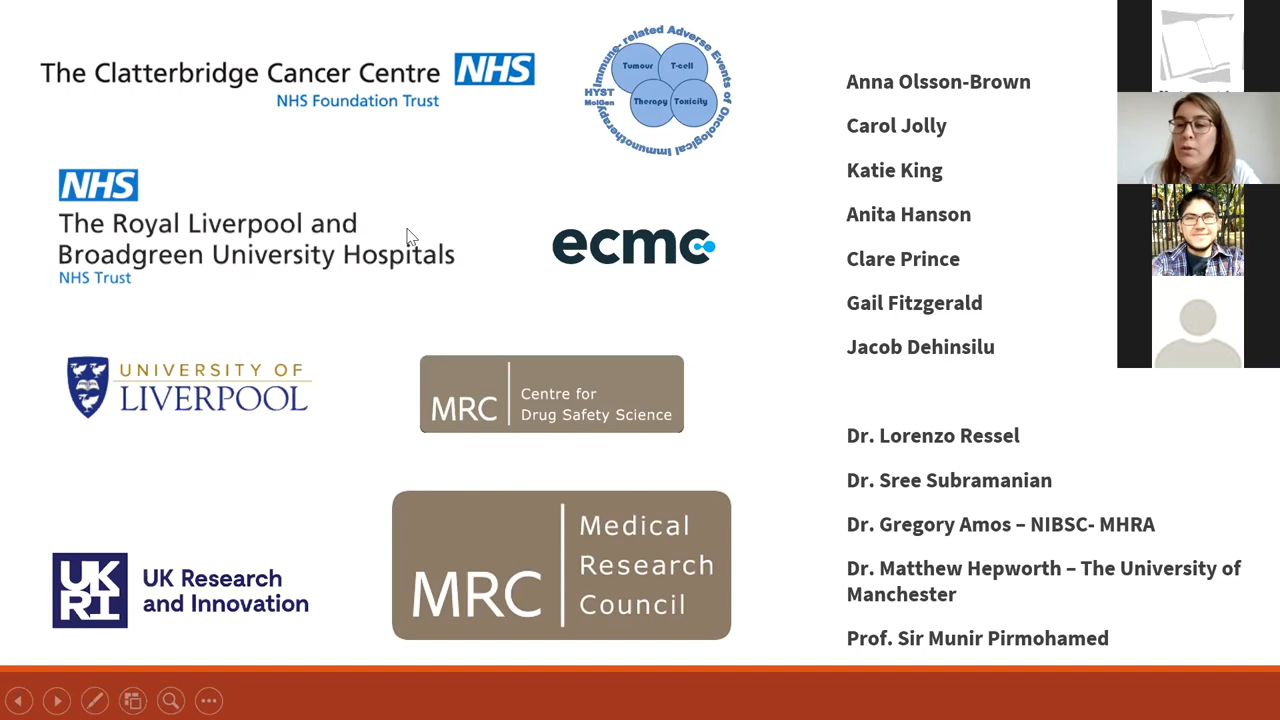 The Clatterbridge Cancer Centre NHS
NHS Foundation Trust
Immune-related Adverse Events of Oncological Immunotherapy
HYST
MolGen
Tumour
T-cell
Therapy
Toxicity
NHS
The Royal Liverpool and
Broadgreen University Hospitals
NHS Trust
ecmc
UNIVERSITY OF
LIVERPOOL
MRC
Centre for
Drug Safety Science
UK
RI
UK Research
and Innovation
MRC
Medical
Research
Council
Anna Olsson-Brown
Carol Jolly
Katie King
Anita Hanson
Clare Prince
Gail Fitzgerald
Jacob Dehinsilu
Dr. Lorenzo Ressel
Dr. Sree Subramanian
Dr. Gregory Amos – NIBSC- MHRA
Dr. Matthew Hepworth – The University of
Manchester
Prof. Sir Munir Pirmohamed